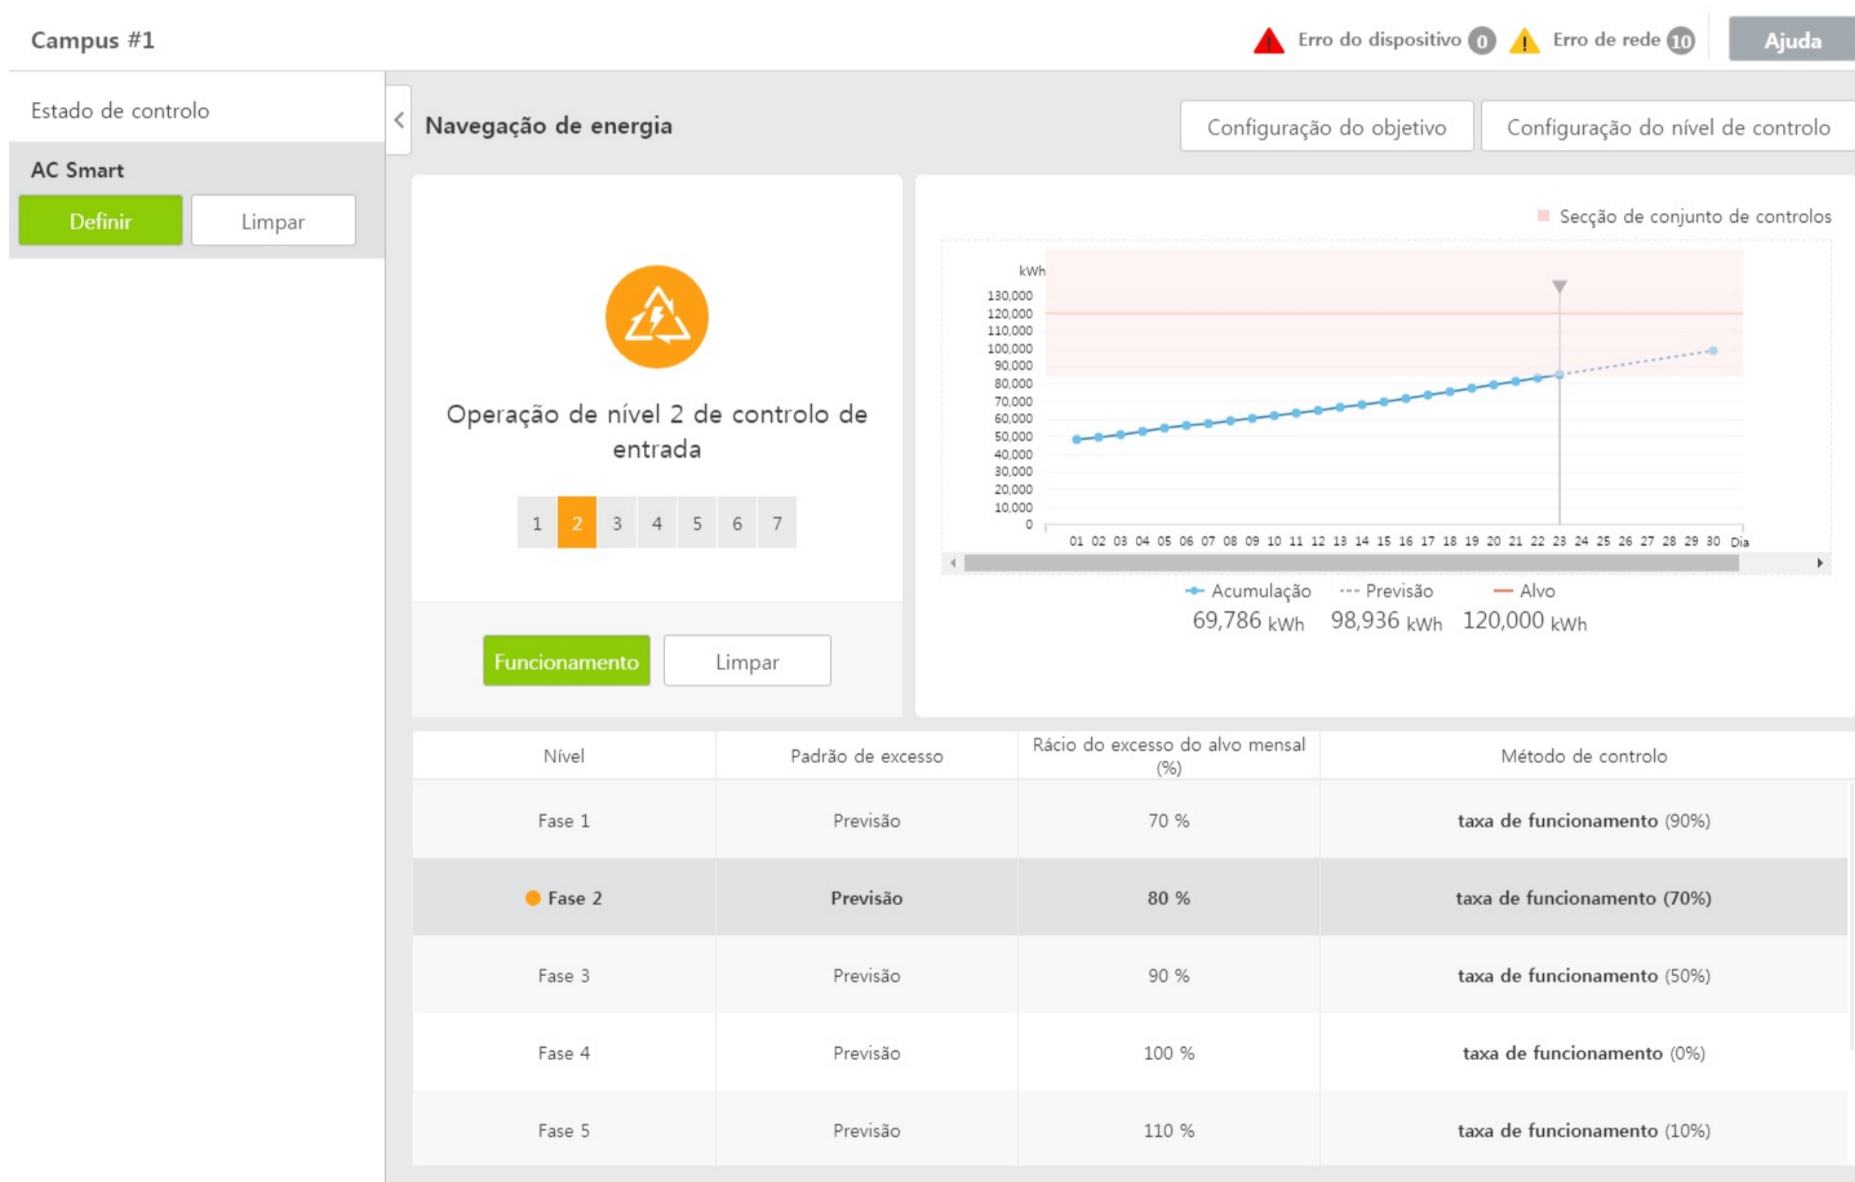 Campus #1
Erro do dispositivo 0
Erro de rede 10
Ajuda
Estado de controlo
AC Smart
Definir
Limpar
<
Navegação de energia
Configuração do objetivo
Configuração do nível de controlo
Operação de nível 2 de controlo de
entrada
1 2 3 4 5 6 7
Funcionamento
Limpar
Secção de conjunto de controlos
kWh
130,000
120,000
110,000
100,000
90,000
80,000
70,000
60,000
50,000
40,000
30,000
20,000
10,000
0
01 02 03 04 05 06 07 08 09 10 11 12 13 14 15 16 17 18 19 20 21 22 23 24 25 26 27 28 29 30 Dia
Acumulação --- Previsão — Alvo
69,786 kWh 98,936 kWh 120,000 kWh
Nível Padrão de excesso Rácio do excesso do alvo mensal
(%)
Método de controlo
Fase 1 Previsão 70 % taxa de funcionamento (90%)
Fase 2 Previsão 80 % taxa de funcionamento (70%)
Fase 3 Previsão 90 % taxa de funcionamento (50%)
Fase 4 Previsão 100 % taxa de funcionamento (0%)
Fase 5 Previsão 110 % taxa de funcionamento (10%)